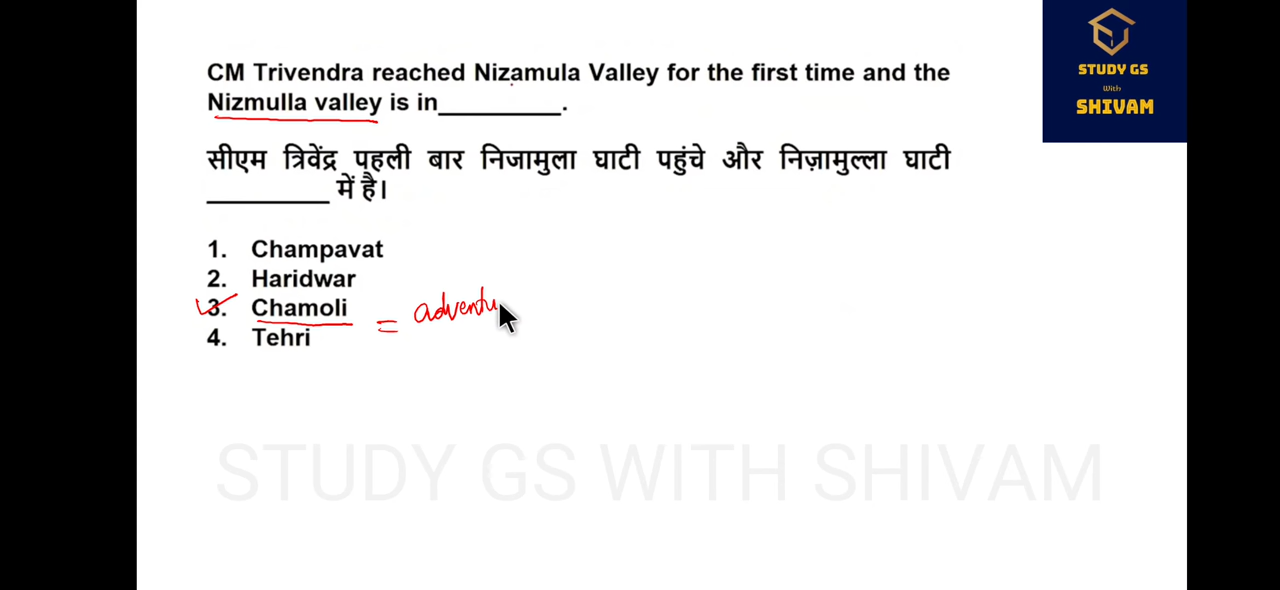 CM Trivendra reached Nizamula Valley for the first time and the
Nizmulla valley is in_________.
सीएम त्रिवेंद्र पहली बार निजामुला घाटी पहुंचे और निज़ामुल्ला घाटी
_________ में है।
1. Champavat
2. Haridwar
3. Chamoli = adventu
4. Tehri
STUDY GS
With
SHIVAM
STUDY GS WITH SHIVAM